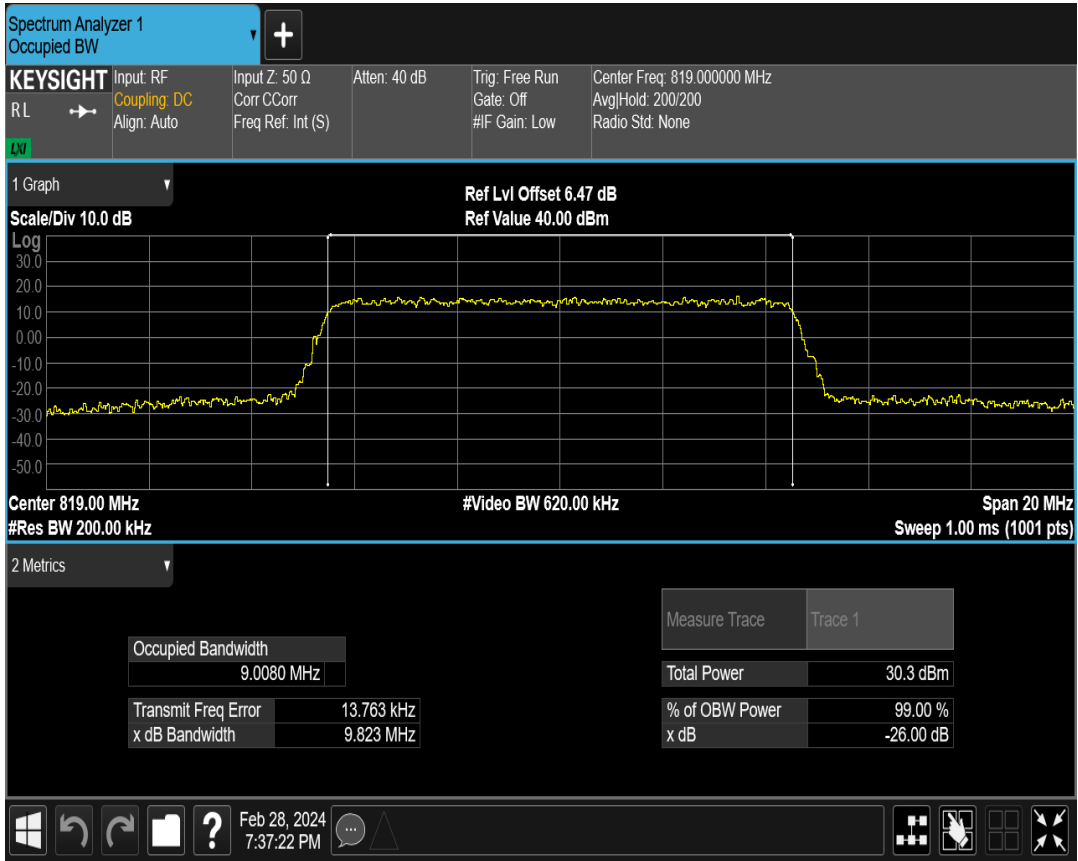 Spectrum Analyzer 1
Occupied BW
KEYSIGHT
R L
LXI
Input: RF
Coupling: DC
Align: Auto
Input Z: 50 Ω
Corr CCorr
Freq Ref: Int (S)
Atten: 40 dB
Trig: Free Run
Gate: Off
#IF Gain: Low
Center Freq: 819.000000 MHz
Avg|Hold: 200/200
Radio Std: None
1 Graph
Ref Lvl Offset 6.47 dB
Scale/Div 10.0 dB
Ref Value 40.00 dBm
Log
30.0
20.0
10.0
0.00
-10.0
-20.0
-30.0
-40.0
-50.0
Center 819.00 MHz
#Video BW 620.00 kHz
Span 20 MHz
#Res BW 200.00 kHz
Sweep 1.00 ms (1001 pts)
2 Metrics
Measure Trace Trace 1
Occupied Bandwidth
9.0080 MHz
Total Power 30.3 dBm
Transmit Freq Error 13.763 kHz
% of OBW Power 99.00 %
x dB Bandwidth 9.823 MHz
x dB -26.00 dB
Feb 28, 2024
7:37:22 PM